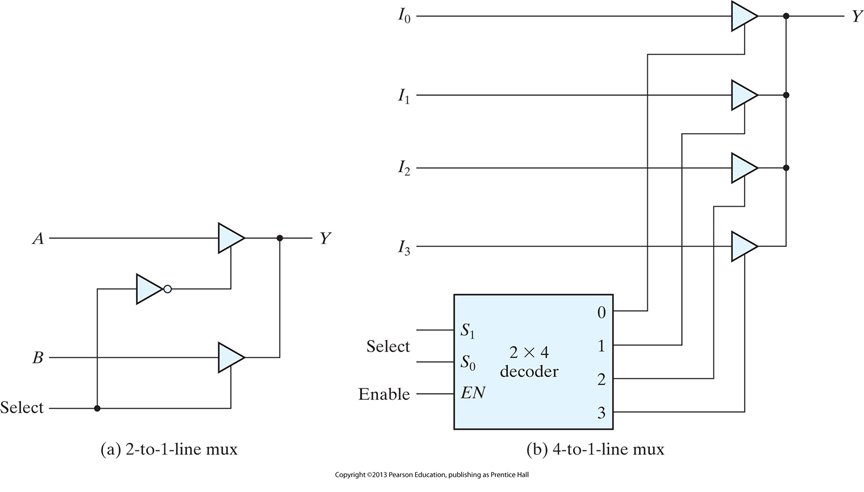 A
Y
B
Select
(a) 2-to-1-line mux
I₀
Y
I₁
I₂
I₃
Select
Enable
S₁
S₀
EN
2 × 4
decoder
0
1
2
3
(b) 4-to-1-line mux
Copyright ©2013 Pearson Education, publishing as Prentice Hall